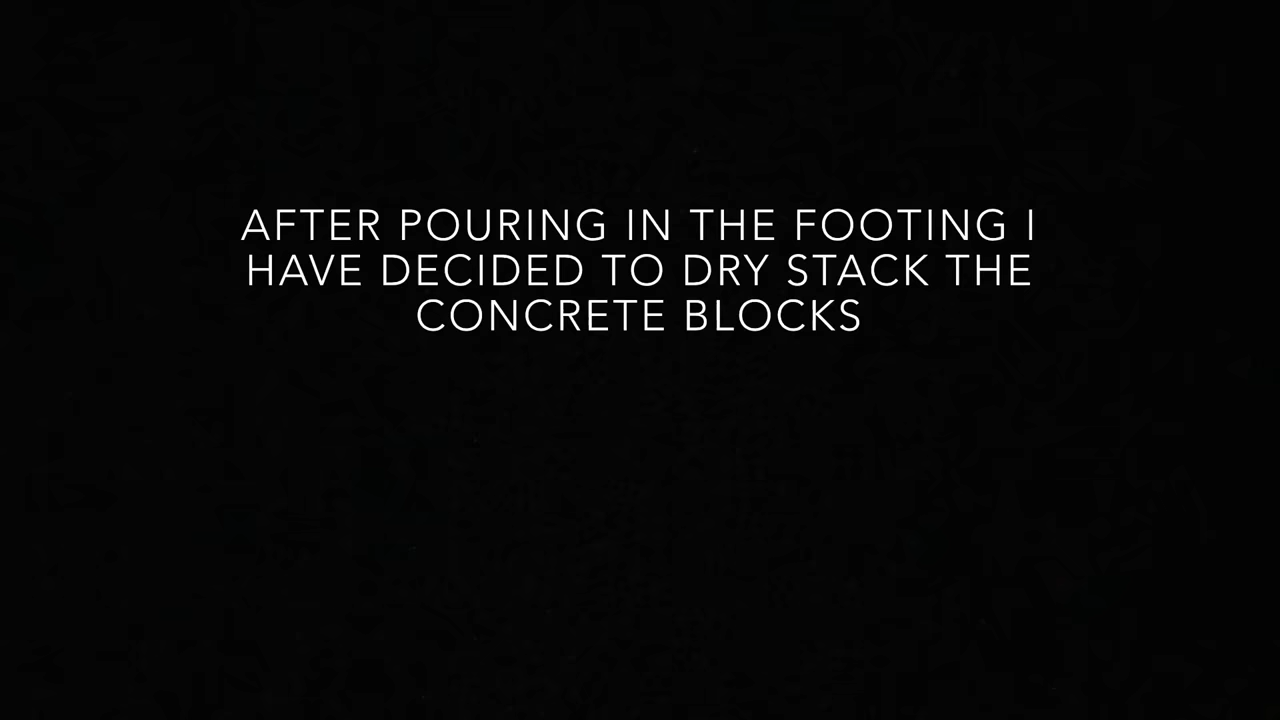 AFTER POURING IN THE FOOTING I
HAVE DECIDED TO DRY STACK THE
CONCRETE BLOCKS